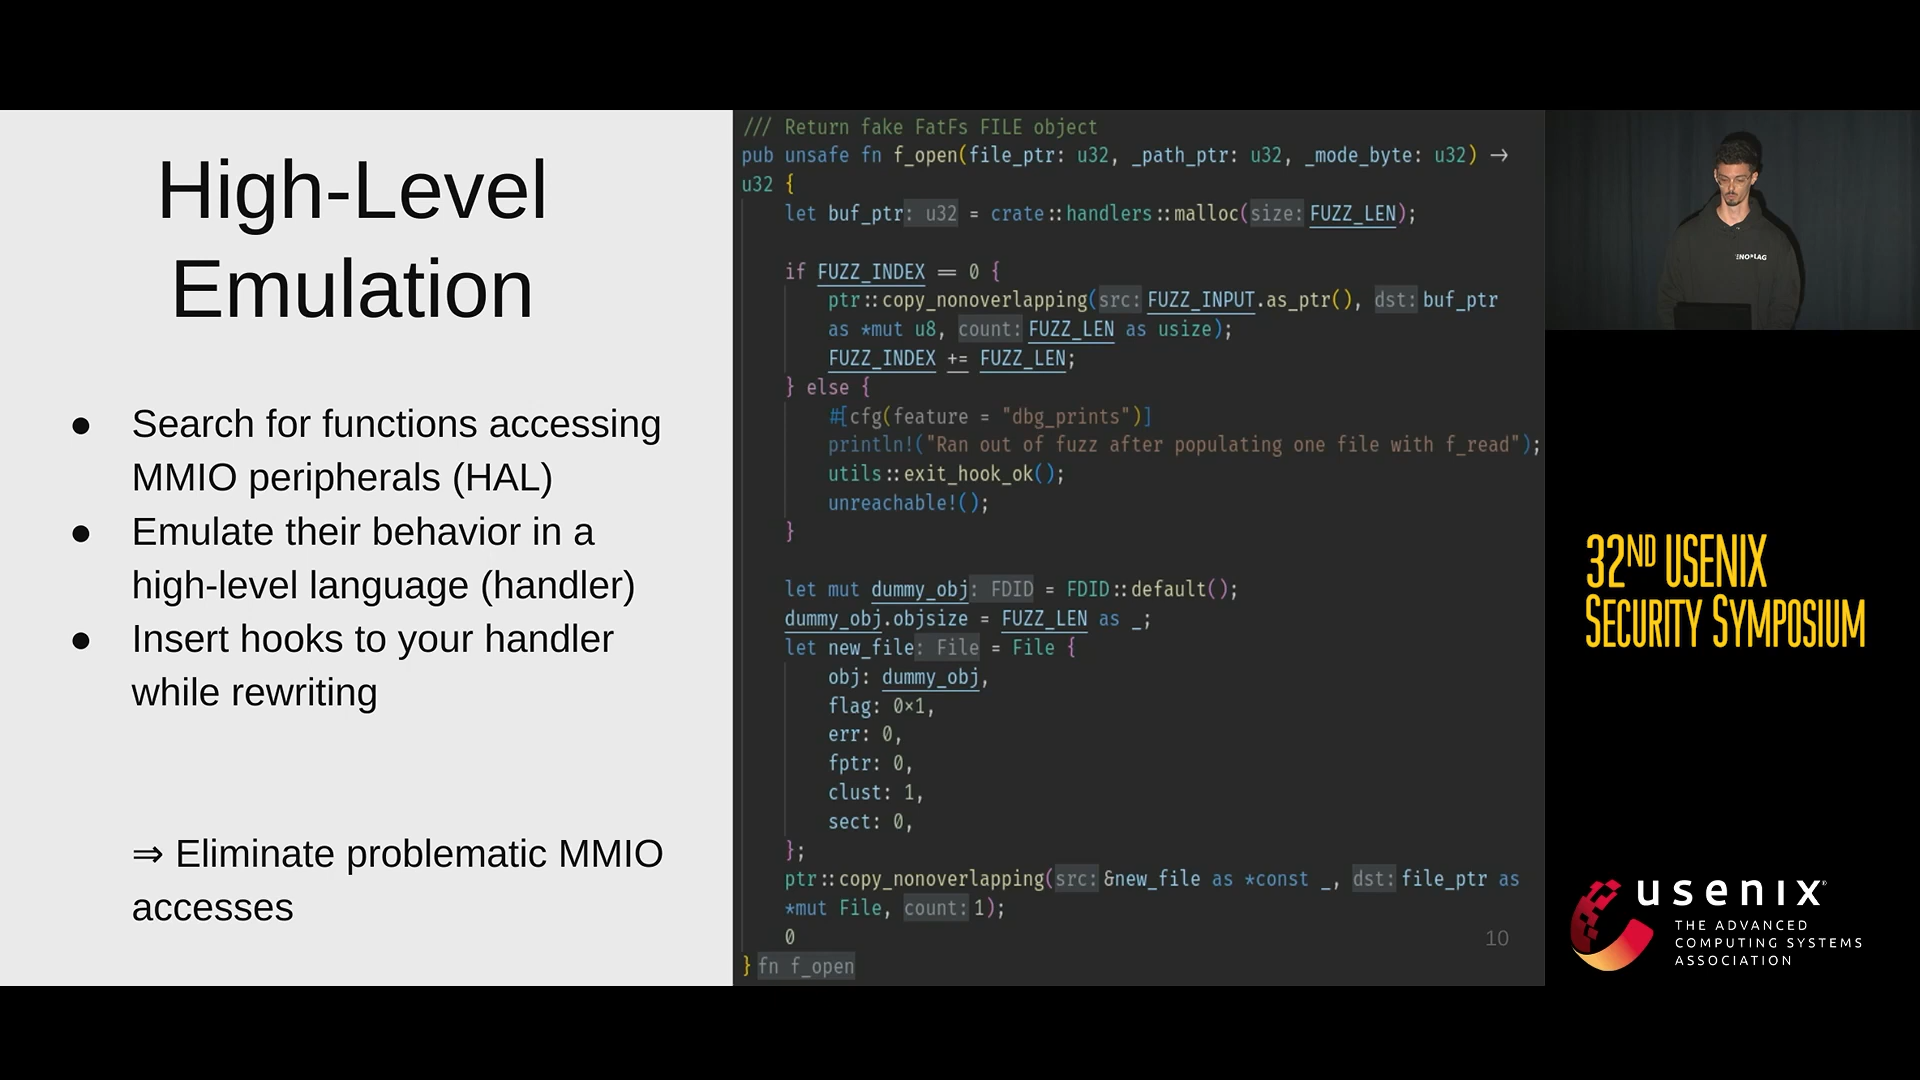 High-Level
Emulation
● Search for functions accessing
MMIO peripherals (HAL)
● Emulate their behavior in a
high-level language (handler)
● Insert hooks to your handler
while rewriting
⇒ Eliminate problematic MMIO
accesses
/// Return fake FatFs FILE object
pub unsafe fn f_open(file_ptr: u32, _path_ptr: u32, _mode_byte: u32) →
u32 {
let buf_ptr: u32 = crate::handlers::malloc(size: FUZZ_LEN);
if FUZZ_INDEX == 0 {
ptr::copy_nonoverlapping(src: FUZZ_INPUT.as_ptr(), dst: buf_ptr
as *mut u8, count: FUZZ_LEN as usize);
FUZZ_INDEX += FUZZ_LEN;
} else {
#[cfg(feature = "dbg_prints")]
println!("Ran out of fuzz after populating one file with f_read");
utils::exit_hook_ok();
unreachable!();
}
let mut dummy_obj: FDID = FDID::default();
dummy_obj.objsize = FUZZ_LEN as _;
let new_file: File = File {
obj: dummy_obj,
flag: 0×1,
err: 0,
fptr: 0,
clust: 1,
sect: 0,
};
ptr::copy_nonoverlapping(src: &new_file as *const _, dst: file_ptr as
*mut File, count: 1);
0
} fn f_open
10
ENOFLAG
32ND USENIX
SECURITY SYMPOSIUM
usenix®
THE ADVANCED
COMPUTING SYSTEMS
ASSOCIATION